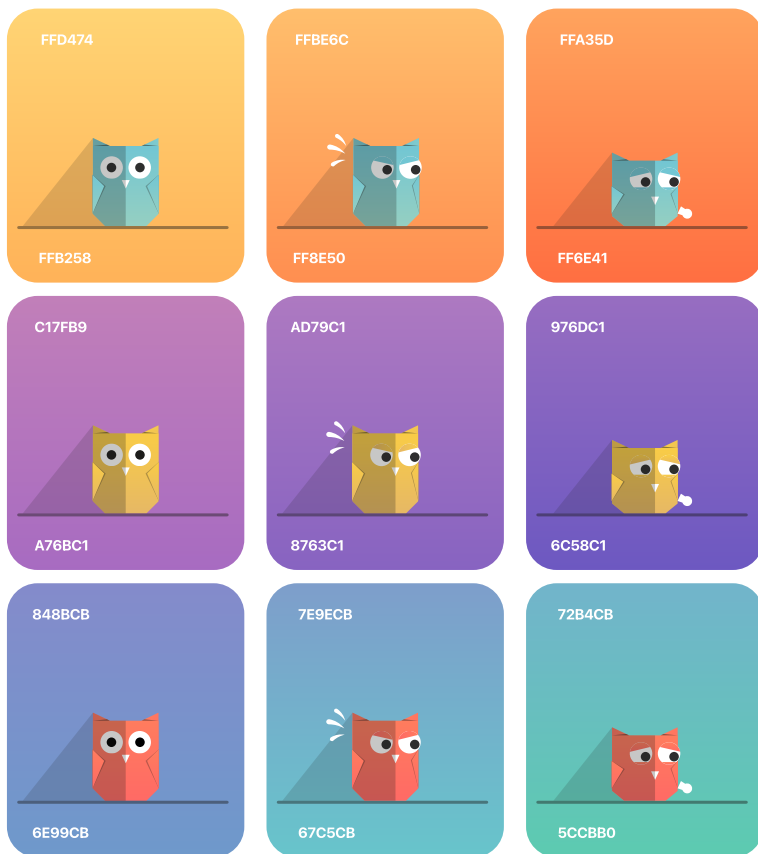 FFD474
FFBE6C
FFA35D
FFB258
FF8E50
FF6E41
C17FB9
AD79C1
976DC1
A76BC1
8763C1
6C58C1
848BCB
7E9ECB
72B4CB
6E99CB
67C5CB
5CCBB0